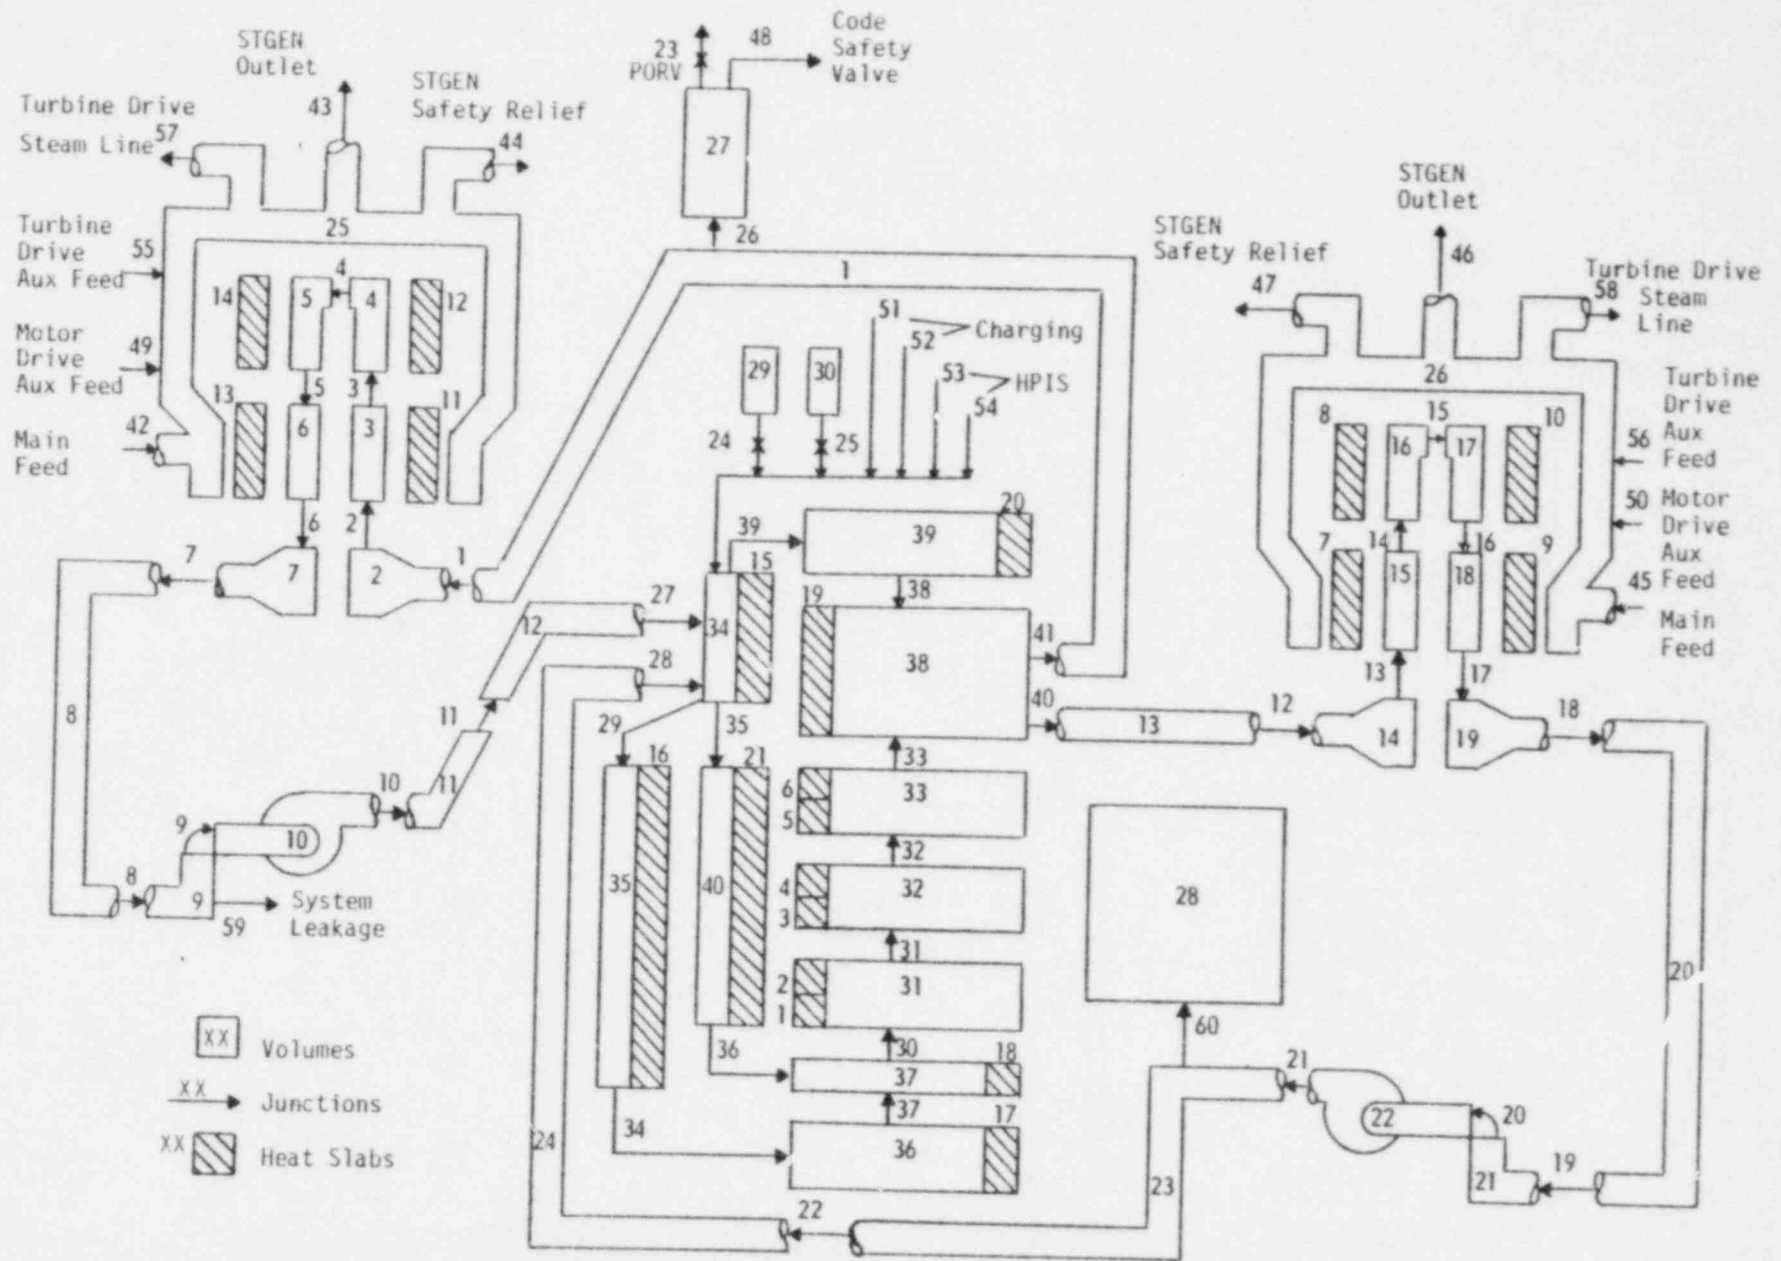 STGEN
Outlet
43
Turbine Drive
57
Steam Line
STGEN
Safety Relief
44
23
PORV
48
Code
Safety
Valve
27
26
1
25
Turbine
Drive
Aux Feed
55
Motor
Drive
Aux Feed
49
Main
Feed
42
14
5
4
4
12
5
3
13
6
3
11
6
2
7
7
2
1
8
8
9
9
10
10
11
11
12
59
System
Leakage
29
30
24
25
51
52
Charging
53
54
HPIS
39
39
20
15
38
34
27
28
19
38
41
40
29
35
16
21
33
6
5
33
32
35
40
4
3
32
31
2
1
31
36
30
18
37
37
17
34
36
24
22
23
28
60
21
22
20
21
19
20
13
12
14
19
18
13
17
STGEN
Outlet
46
STGEN
Safety Relief
47
Turbine Drive
58
Steam
Line
26
Turbine
Drive
Aux
Feed
56
50
Motor
Drive
Aux
Feed
45
Main
Feed
8
16
15
17
10
14
16
7
15
18
9
XX
Volumes
XX
Junctions
XX
Heat Slabs